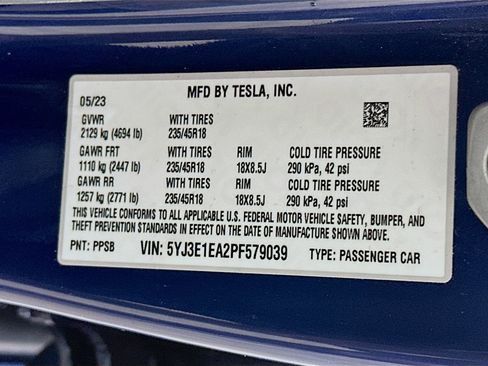 MFD BY TESLA, INC.
05/23
GVWR WITH TIRES
2129 kg (4694 lb) 235/45R18
GAWR FRT WITH TIRES RIM COLD TIRE PRESSURE
1110 kg (2447 lb) 235/45R18 18X8.5J 290 kPa, 42 psi
GAWR RR WITH TIRES RIM COLD TIRE PRESSURE
1257 kg (2771 lb) 235/45R18 18X8.5J 290 kPa, 42 psi
THIS VEHICLE CONFORMS TO ALL APPLICABLE U.S. FEDERAL MOTOR VEHICLE SAFETY, BUMPER, AND
THEFT PREVENTION STANDARDS IN EFFECT ON THE DATE OF MANUFACTURE SHOWN ABOVE.
PNT: PPSB VIN: 5YJ3E1EA2PF579039 TYPE: PASSENGER CAR